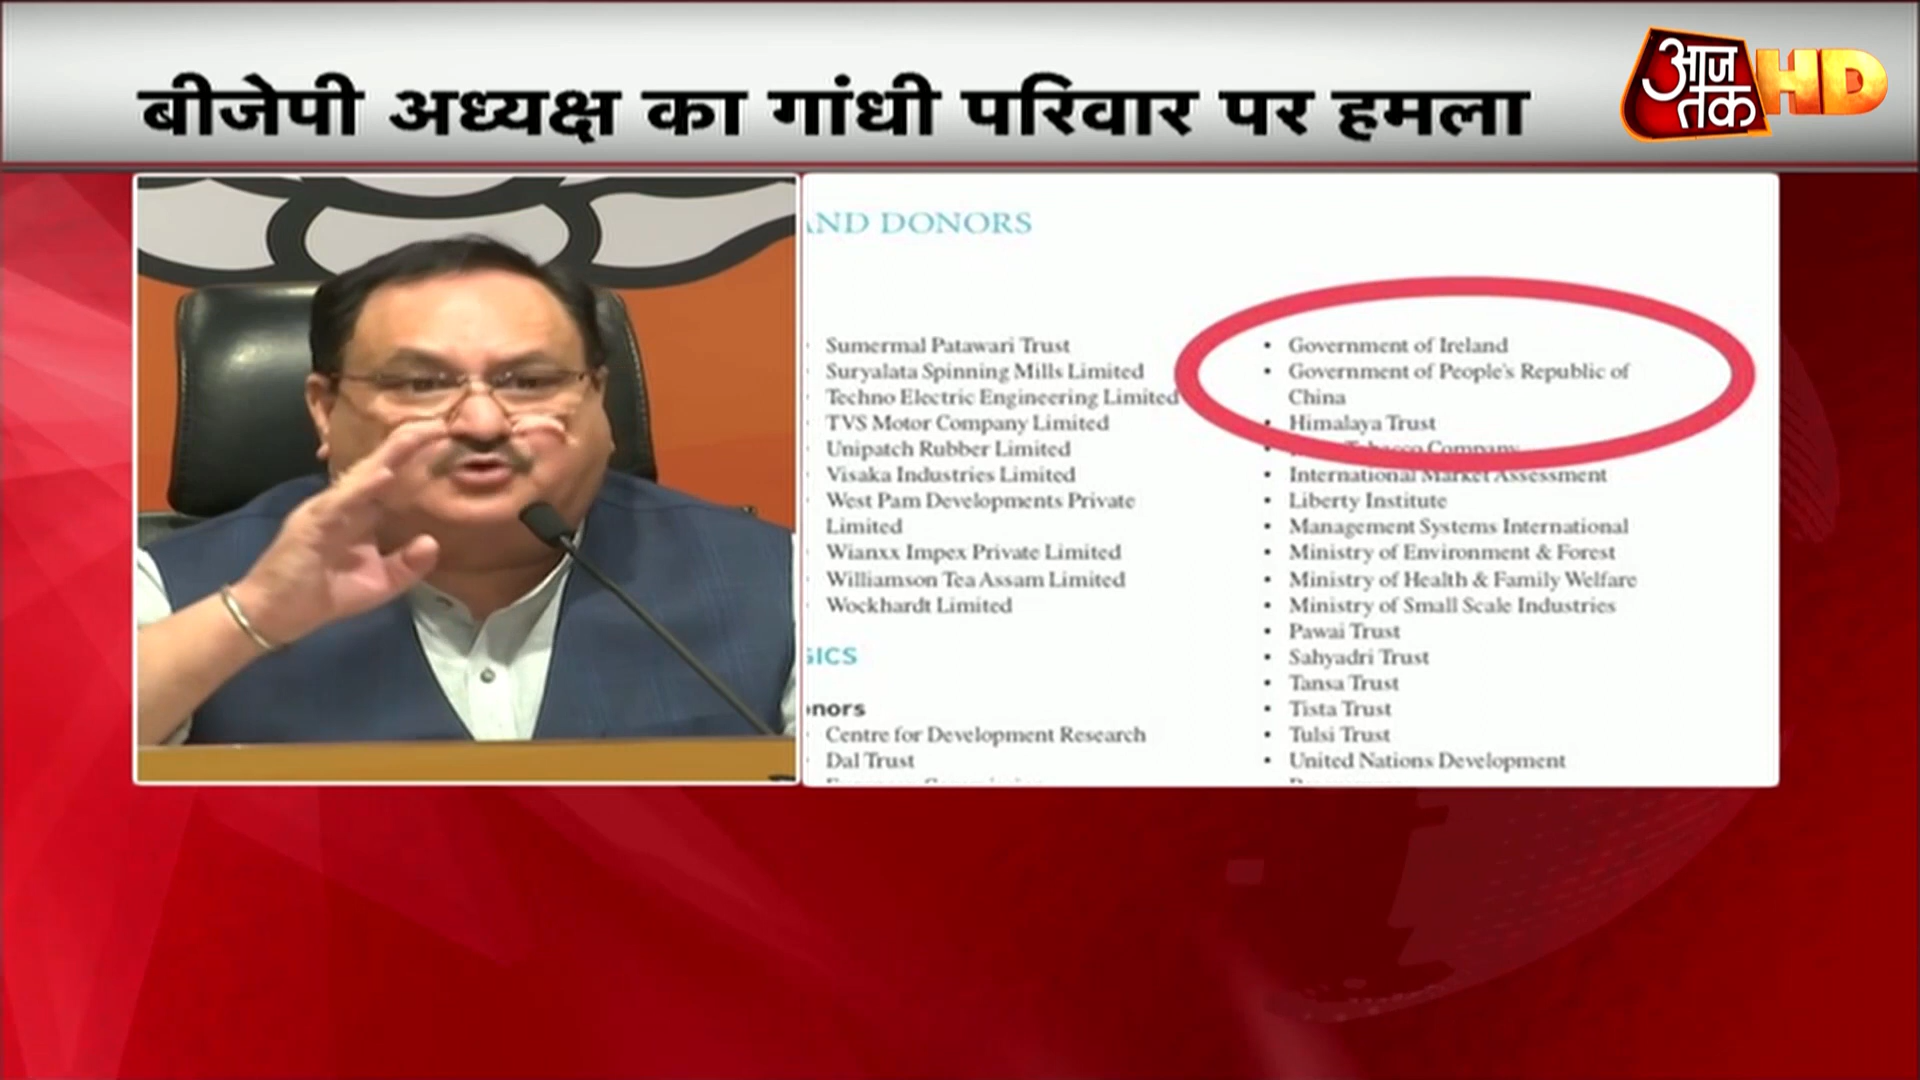 बीजेपी अध्यक्ष का गांधी परिवार पर हमला
आज तक HD
AND DONORS
Sumermal Patawari Trust
Suryalata Spinning Mills Limited
Techno Electric Engineering Limited
TVS Motor Company Limited
Unipatch Rubber Limited
Visaka Industries Limited
West Pam Developments Private
Limited
Wianxx Impex Private Limited
Williamson Tea Assam Limited
Wockhardt Limited
GICS
onors
Centre for Development Research
Dal Trust
• Government of Ireland
• Government of People's Republic of
China
• Himalaya Trust
Tobacco Company
• International Market Assessment
• Liberty Institute
• Management Systems International
• Ministry of Environment & Forest
• Ministry of Health & Family Welfare
• Ministry of Small Scale Industries
• Pawai Trust
• Sahyadri Trust
• Tansa Trust
• Tista Trust
• Tulsi Trust
• United Nations Development